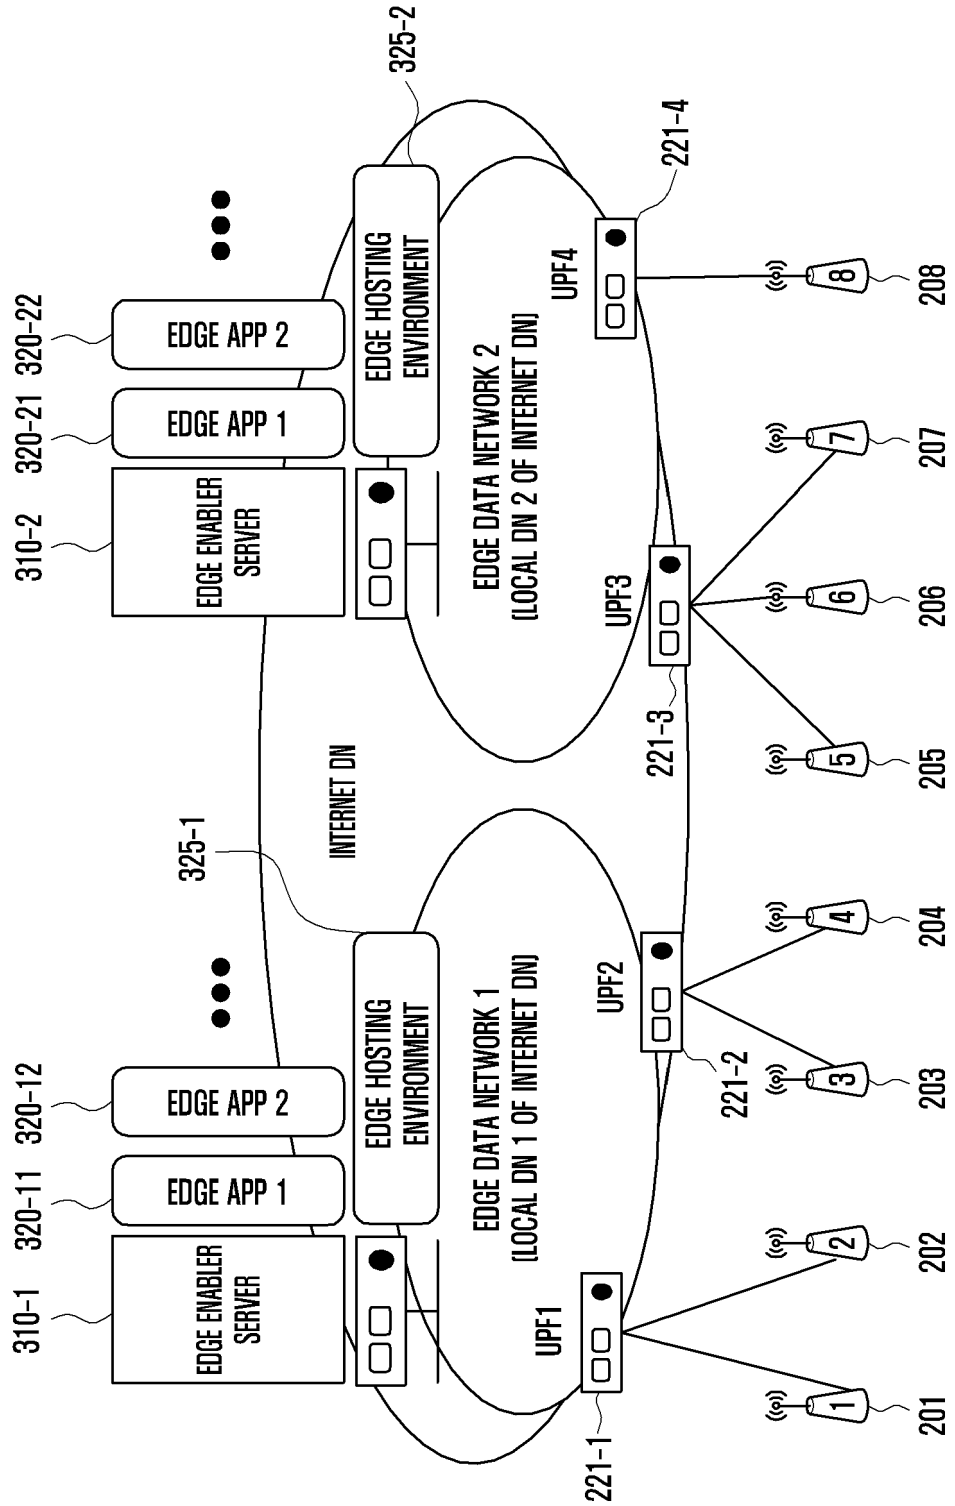 310-1
320-11
320-12
310-2
320-21
320-22
EDGE ENABLER
SERVER
EDGE APP 1
EDGE APP 2
EDGE ENABLER
SERVER
EDGE APP 1
EDGE APP 2
325-1
325-2
INTERNET DN
EDGE HOSTING
ENVIRONMENT
EDGE HOSTING
ENVIRONMENT
EDGE DATA NETWORK 1
(LOCAL DN 1 OF INTERNET DN)
EDGE DATA NETWORK 2
(LOCAL DN 2 OF INTERNET DN)
UPF1
UPF2
UPF3
UPF4
221-1
221-2
221-3
221-4
1
2
3
4
5
6
7
8
201
202
203
204
205
206
207
208